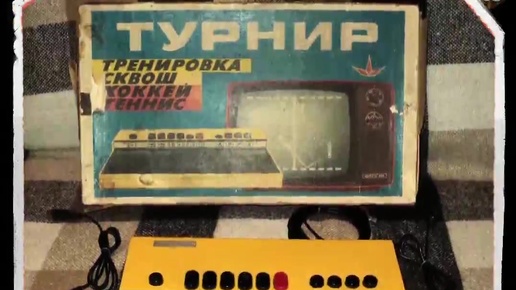 ТУРНИР
ТРЕНИРОВКА
СКВОШ
ХОККЕЙ
ТЕННИС